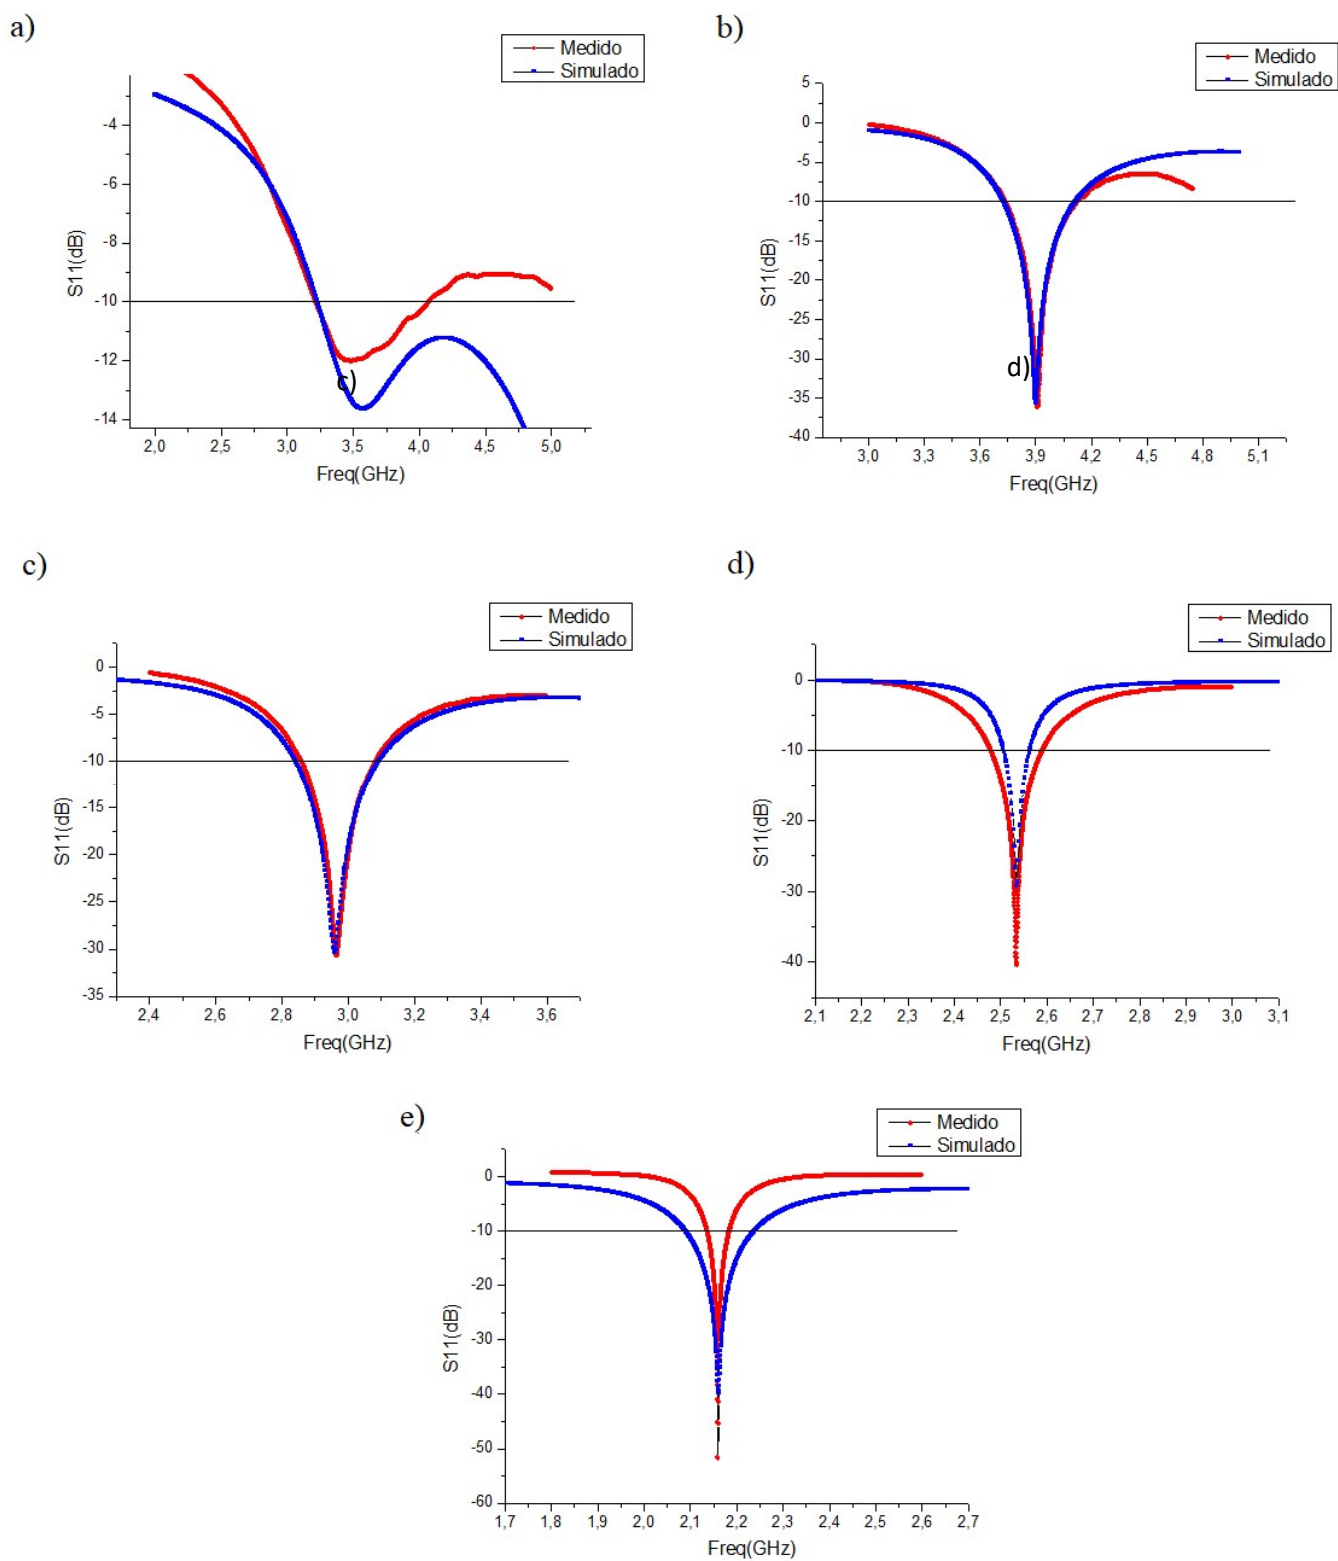 a)
Medido
Simulado
-4
-6
-8
-10
-12
-14
S11(dB)
c)
2,0 2,5 3,0 3,5 4,0 4,5 5,0
Freq(GHz)
b)
Medido
Simulado
5
0
-5
-10
-15
-20
-25
-30
-35
-40
S11(dB)
d)
3,0 3,3 3,6 3,9 4,2 4,5 4,8 5,1
Freq(GHz)
c)
Medido
Simulado
0
-5
-10
-15
-20
-25
-30
-35
S11(dB)
2,4 2,6 2,8 3,0 3,2 3,4 3,6
Freq(GHz)
d)
Medido
Simulado
0
-10
-20
-30
-40
S11(dB)
2,1 2,2 2,3 2,4 2,5 2,6 2,7 2,8 2,9 3,0 3,1
Freq(GHz)
e)
Medido
Simulado
0
-10
-20
-30
-40
-50
-60
S11(dB)
1,7 1,8 1,9 2,0 2,1 2,2 2,3 2,4 2,5 2,6 2,7
Freq(GHz)